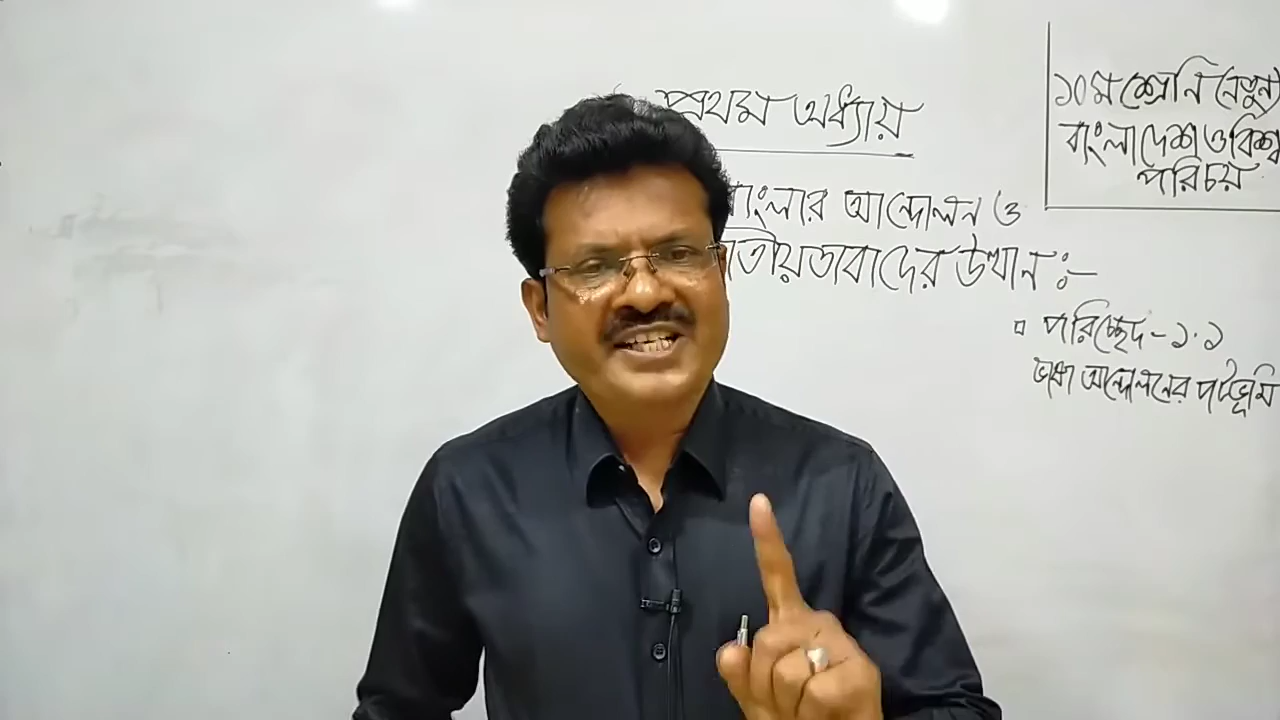 প্রথম অধ্যায়
বাংলার আন্দোলন ও
জাতীয়তাবাদের উত্থান :-
▫ পরিচ্ছেদ-১.১
ভাষা আন্দোলনের পটভূমি
১০ম শ্রেনি (নতুন)
বাংলাদেশ ও বিশ্ব
পরিচয়